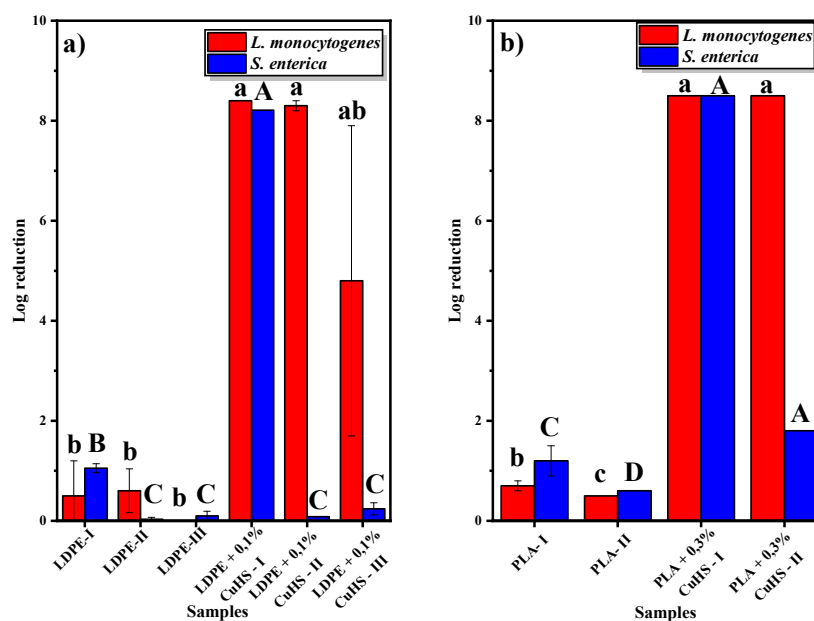 a)
L. monocytogenes
S. enterica
10
8
6
4
2
0
Log reduction
b B b C b C a A a C ab C
LDPE-I
LDPE-II
LDPE-III
LDPE + 0,1%
CuHS - I
LDPE + 0,1%
CuHS - II
LDPE + 0,1%
CuHS - III
Samples
b)
L. monocytogenes
S. enterica
10
8
6
4
2
0
Log reduction
b C c D a A a A
PLA- I
PLA- II
PLA + 0,3%
CuHS - I
PLA + 0,3%
CuHS - II
Samples